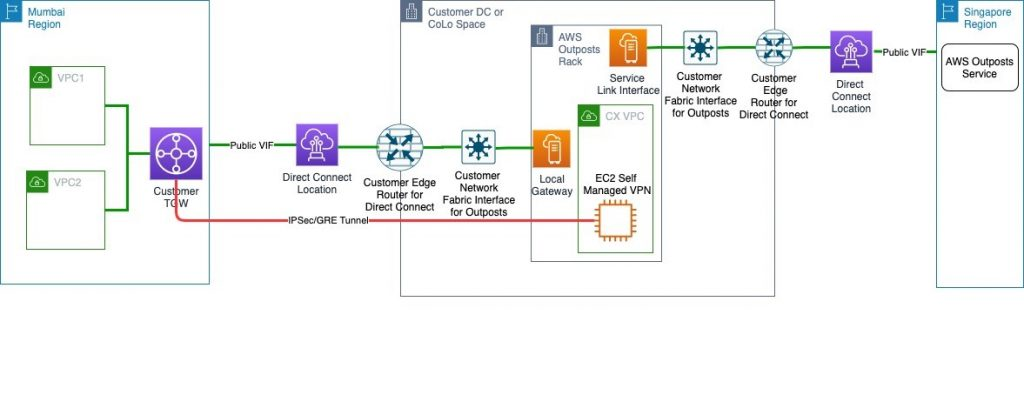 Mumbai
Region
VPC1
VPC2
Customer
TGW
Public VIF
Direct Connect
Location
IPSec/GRE Tunnel
Customer DC or
CoLo Space
Customer Edge
Router for
Direct Connect
Customer
Network
Fabric Interface
for Outposts
AWS
Outposts
Rack
Service
Link Interface
Local
Gateway
CX VPC
EC2 Self
Managed VPN
Customer
Network
Fabric Interface
for Outposts
Customer
Edge
Router for
Direct Connect
Direct
Connect
Location
Public VIF
Singapore
Region
AWS Outposts
Service